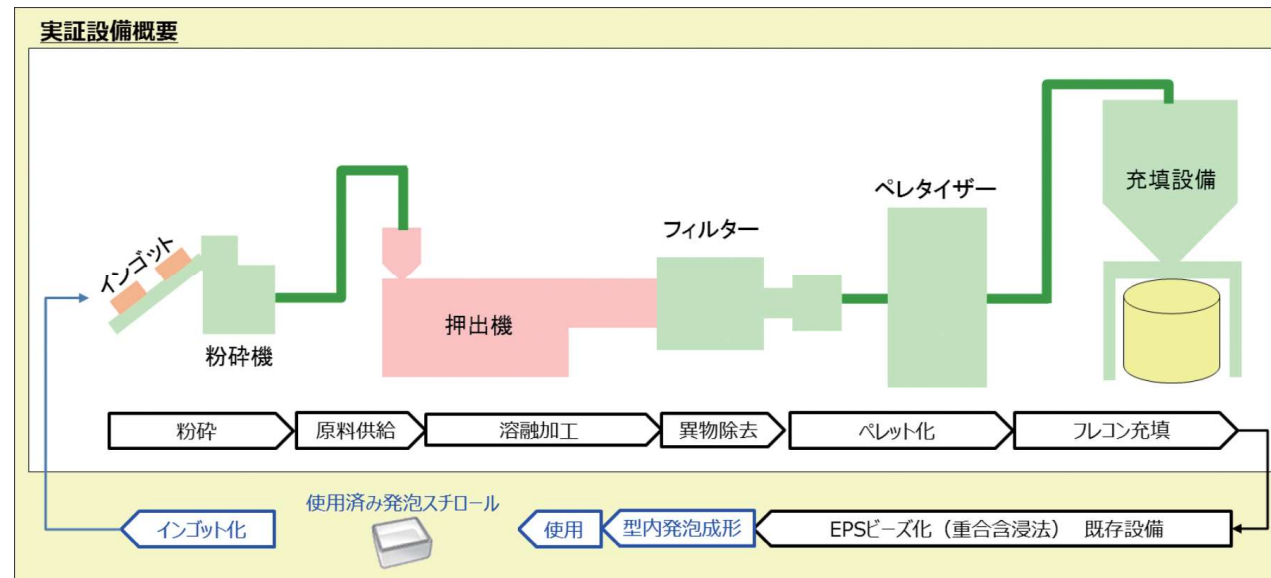 実証設備概要
充填設備
ペレタイザー
フィルター
インゴット
押出機
粉砕機
粉砕
原料供給
溶融加工
異物除去
ペレット化
フレコン充填
使用済み発泡スチロール
インゴット化
使用
型内発泡成形
EPSビーズ化（重合含浸法） 既存設備